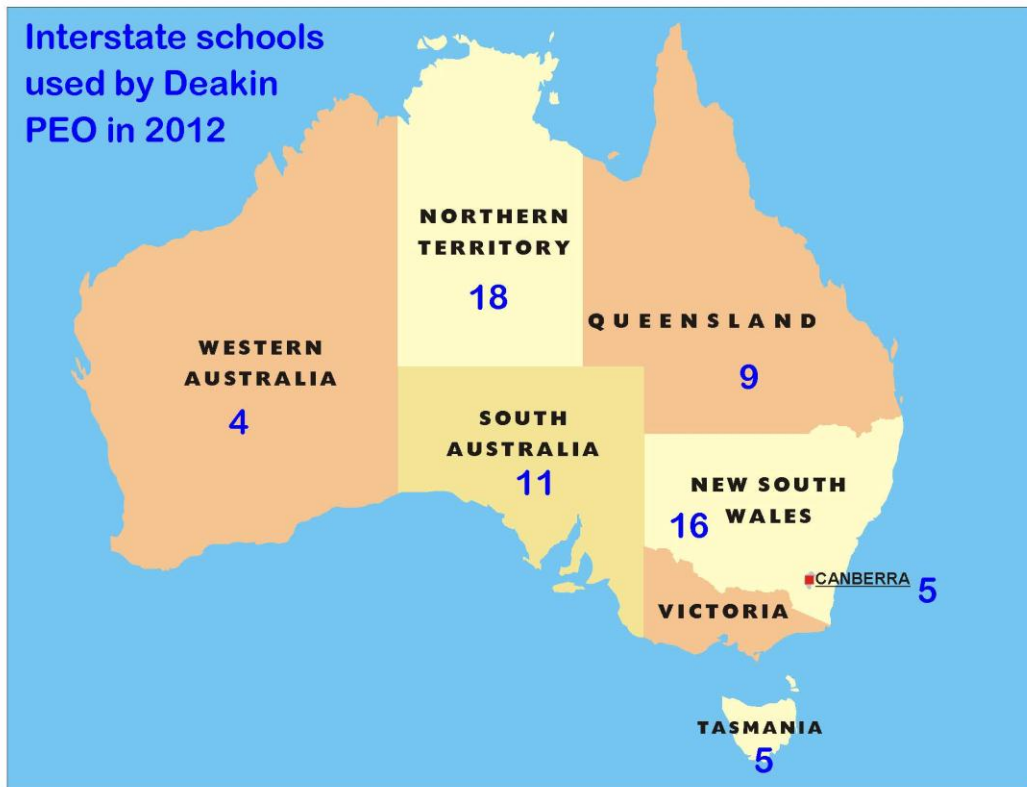 Interstate schools
used by Deakin
PEO in 2012
NORTHERN
TERRITORY
18
QUEENSLAND
9
WESTERN
AUSTRALIA
4
SOUTH
AUSTRALIA
11
NEW SOUTH
WALES
16
CANBERRA 5
VICTORIA
TASMANIA
5